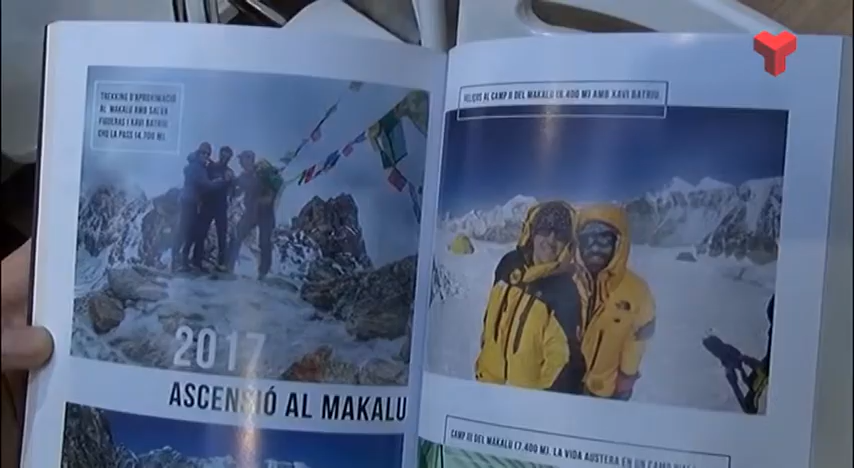 TREKKING D'APROXIMACIÓ
AL MAKALU AMB SALVA
FIGUERAS I XAVI BATRIU.
CHO LA PASS (4.700 M).
2017
ASCENSIÓ AL MAKALU
FELIÇOS AL CAMP II DEL MAKALU (6.400 M) AMB XAVI BATRIU.
CAMP III DEL MAKALU (7.400 M). LA VIDA AUSTERA EN UN CAMP